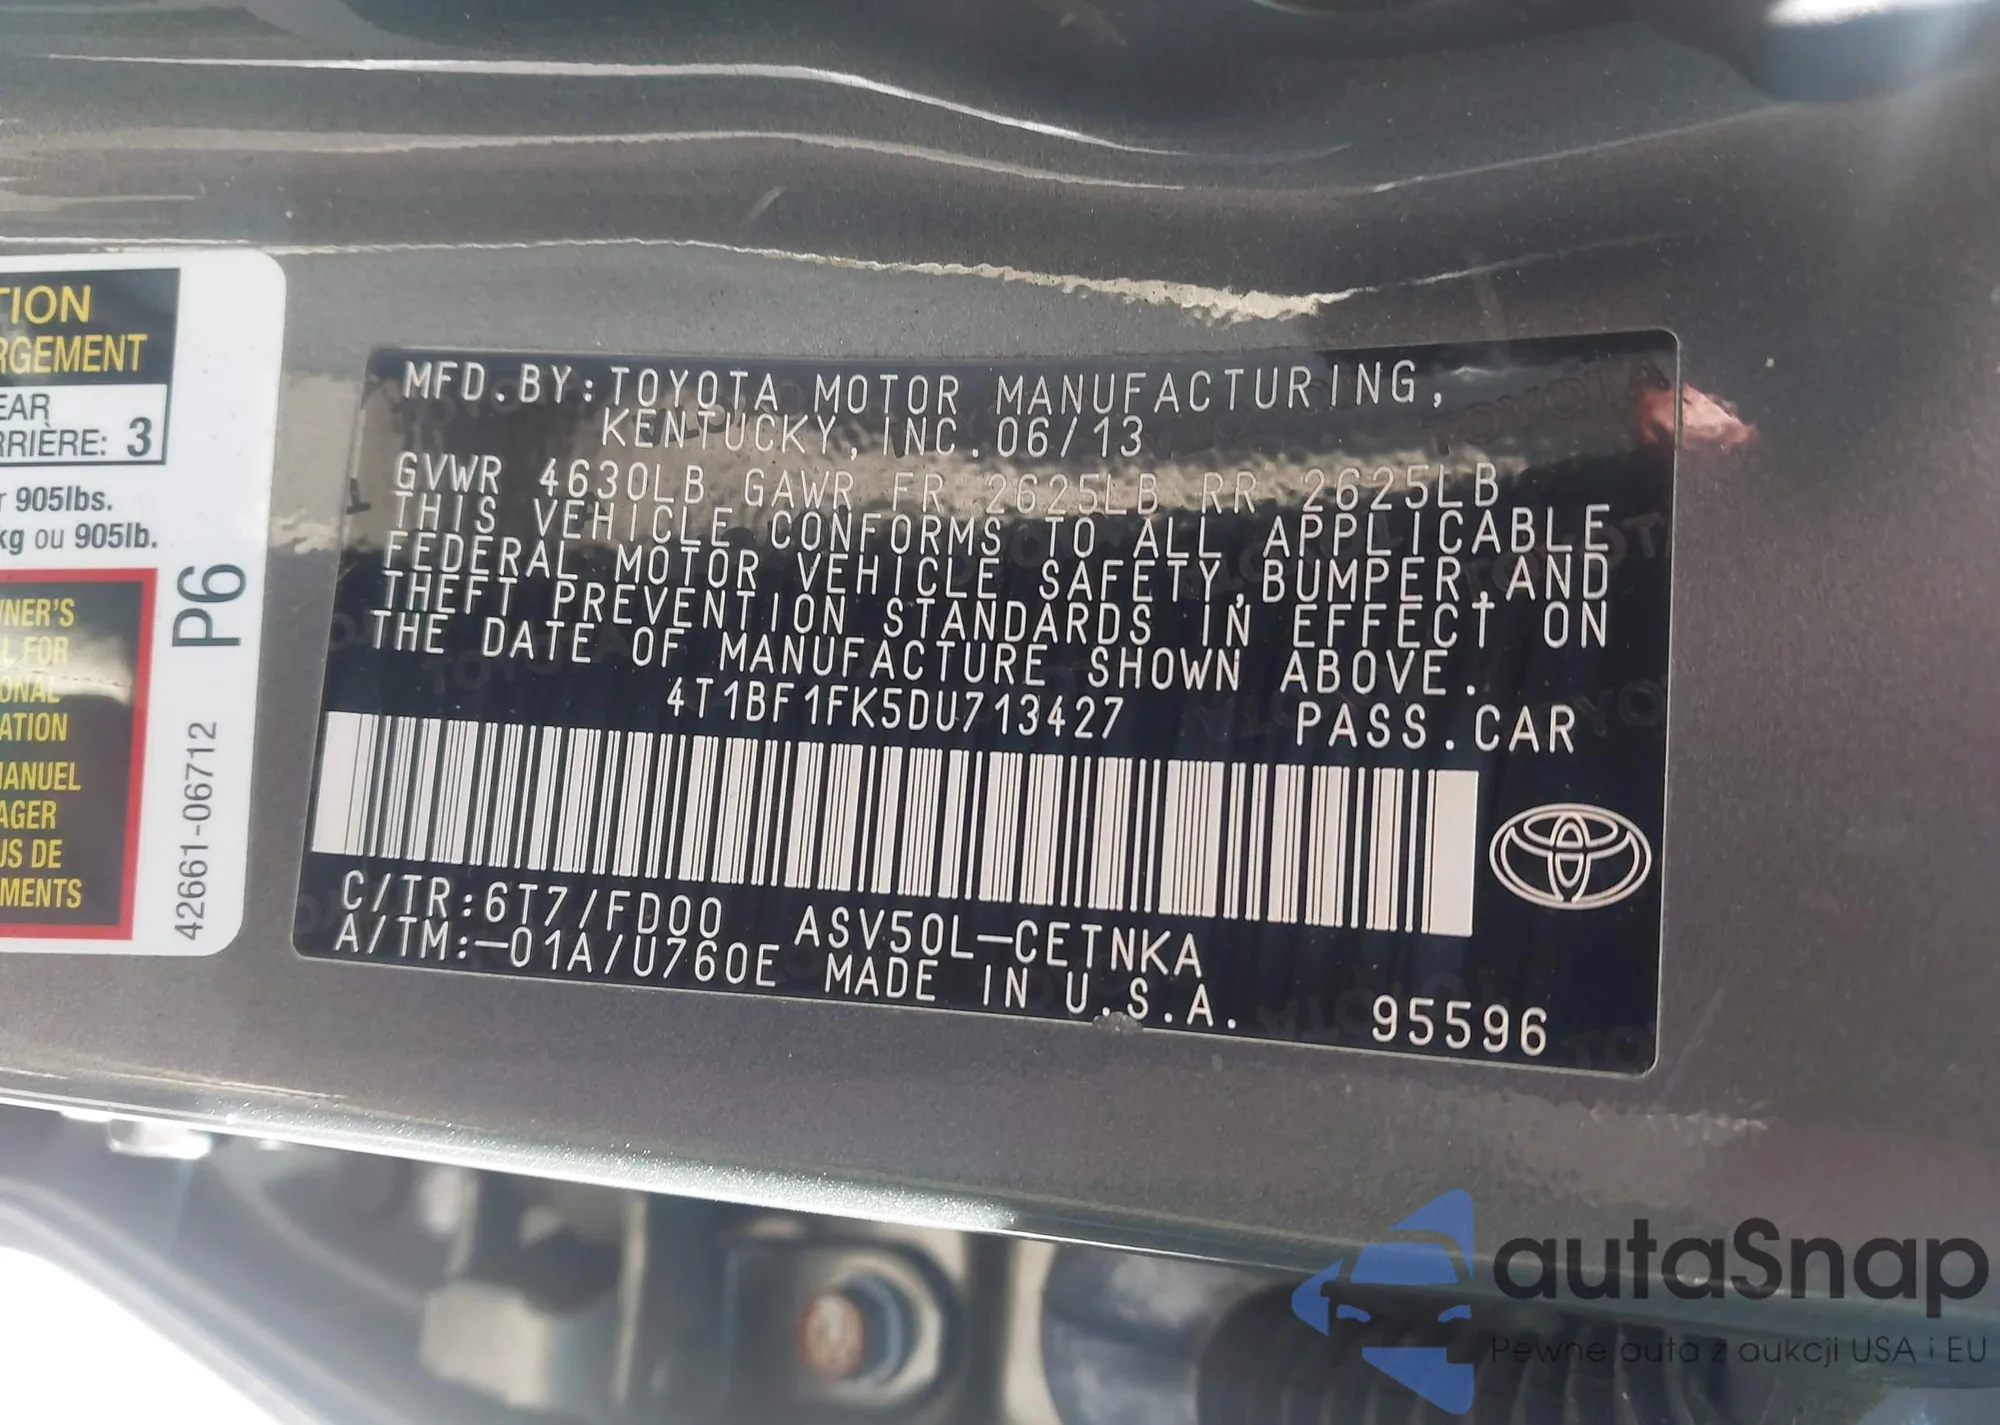 TION
RGEMENT
EAR
RRIÈRE: 3
r 905lbs.
kg ou 905lb.
NER'S
L FOR
ONAL
ATION
MANUEL
AGER
US DE
MENTS
P6
42661-06712
MFD.BY:TOYOTA MOTOR MANUFACTURING,
KENTUCKY, INC. 06/13
GVWR 4630LB GAWR FR 2625LB RR 2625LB
THIS VEHICLE CONFORMS TO ALL APPLICABLE
FEDERAL MOTOR VEHICLE SAFETY,BUMPER,AND
THEFT PREVENTION STANDARDS IN EFFECT ON
THE DATE OF MANUFACTURE SHOWN ABOVE.
4T1BF1FK5DU713427 PASS.CAR
C/TR:6T7/FD00 ASV50L-CETNKA
A/TM:-01A/U760E MADE IN U.S.A. 95596
autaSnap
Pewne auta z aukcji USA i EU